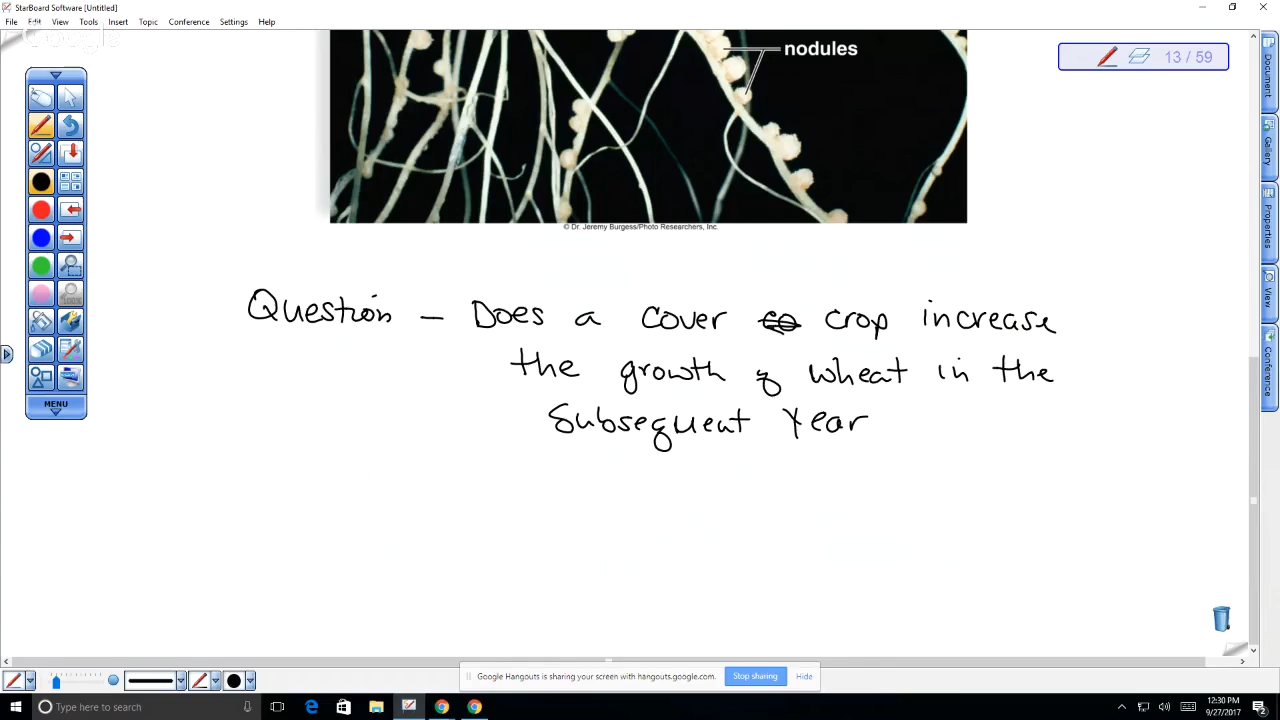 StarBoard Software [Untitled]
File Edit View Tools Insert Topic Conference Settings Help
nodules
13 / 59
Document
Gallery
Properties
View
Conference
MENU
© Dr. Jeremy Burgess/Photo Researchers, Inc.
Question - Does a cover crop increase
the growth of wheat in the
Subsequent Year
Google Hangouts is sharing your screen with hangouts.google.com. Stop sharing Hide
Type here to search
12:30 PM
9/27/2017
2